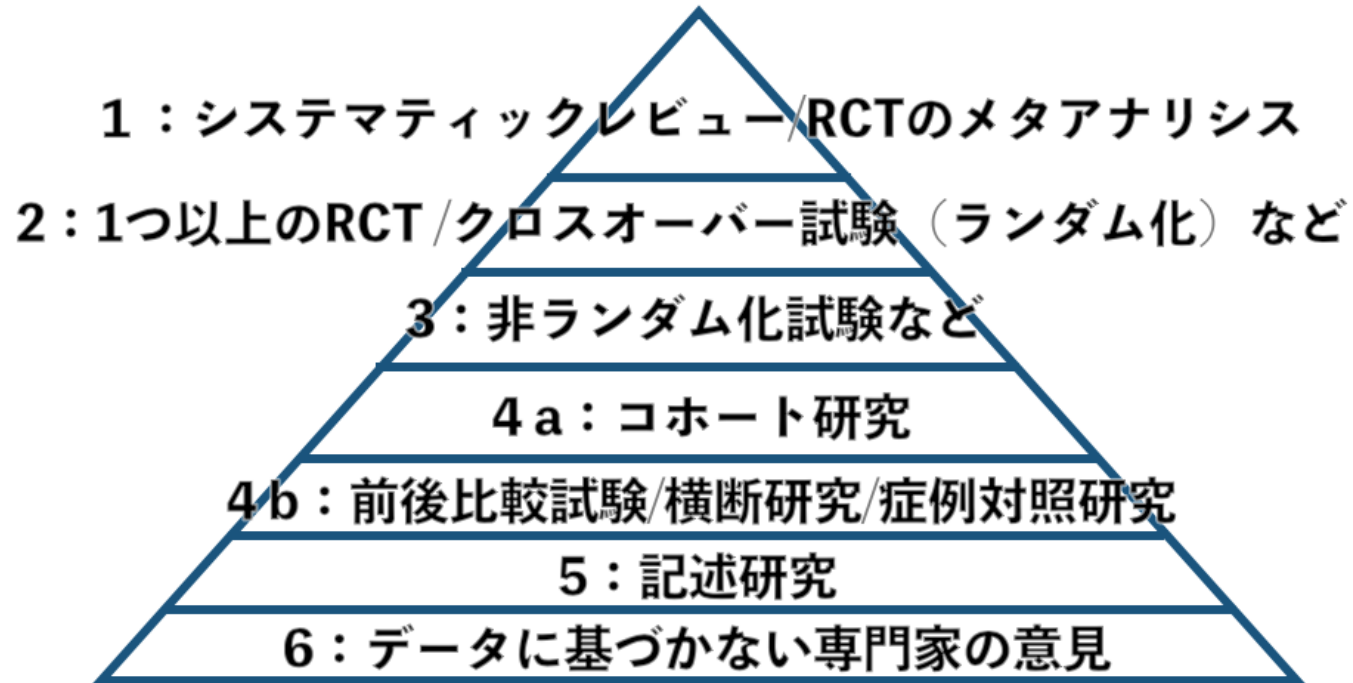 1：システマティックレビュー/RCTのメタアナリシス
2：1つ以上のRCT/クロスオーバー試験（ランダム化）など
3：非ランダム化試験など
4a：コホート研究
4b：前後比較試験/横断研究/症例対照研究
5：記述研究
6：データに基づかない専門家の意見